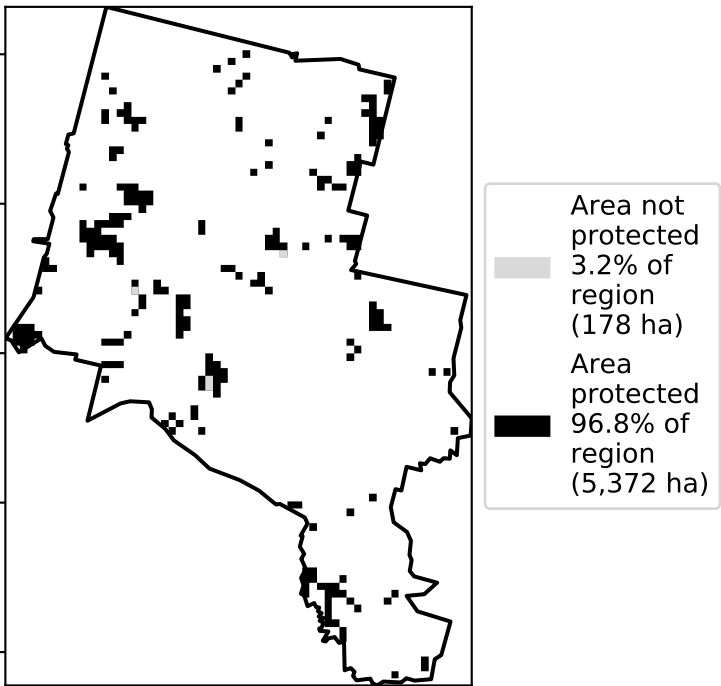 Area not
protected
3.2% of
region
(178 ha)
Area
protected
96.8% of
region
(5,372 ha)